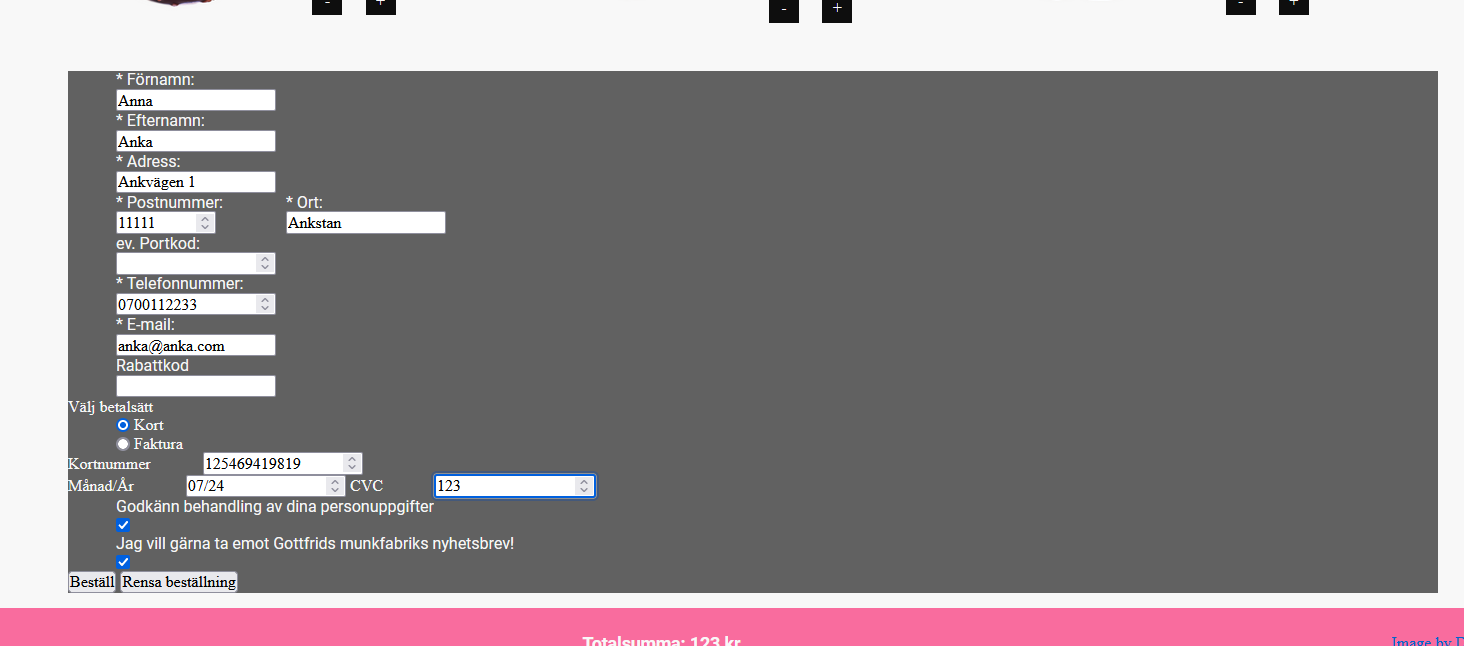 - + - + - +
* Förnamn:
Anna
* Efternamn:
Anka
* Adress:
Ankvägen 1
* Postnummer: * Ort:
11111 Ankstan
ev. Portkod:
* Telefonnummer:
0700112233
* E-mail:
anka@anka.com
Rabattkod
Välj betalsätt
Kort
Faktura
Kortnummer 125469419819
Månad/År 07/24 CVC 123
Godkänn behandling av dina personuppgifter
Jag vill gärna ta emot Gottfrids munkfabriks nyhetsbrev!
Beställ Rensa beställning
Totalsumma: 123 kr Image by